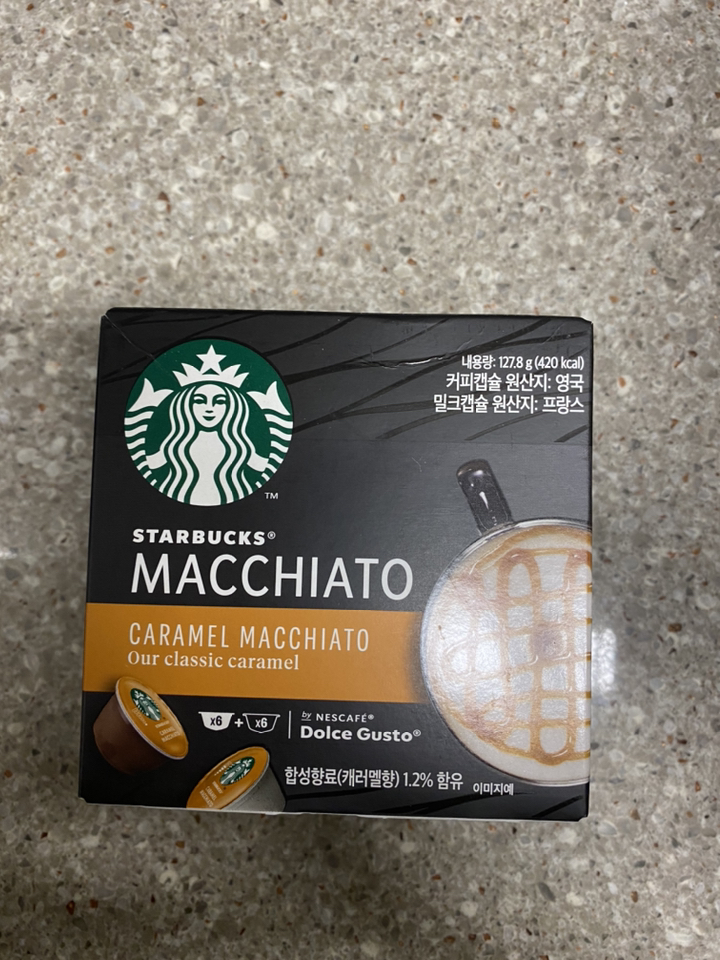 내용량: 127.8 g (420 kcal)
커피캡슐 원산지: 영국
밀크캡슐 원산지: 프랑스
TM
STARBUCKS®
MACCHIATO
CARAMEL MACCHIATO
Our classic caramel
x6 + x6
by NESCAFÉ®
Dolce Gusto®
합성향료(캐러멜향) 1.2% 함유
이미지예